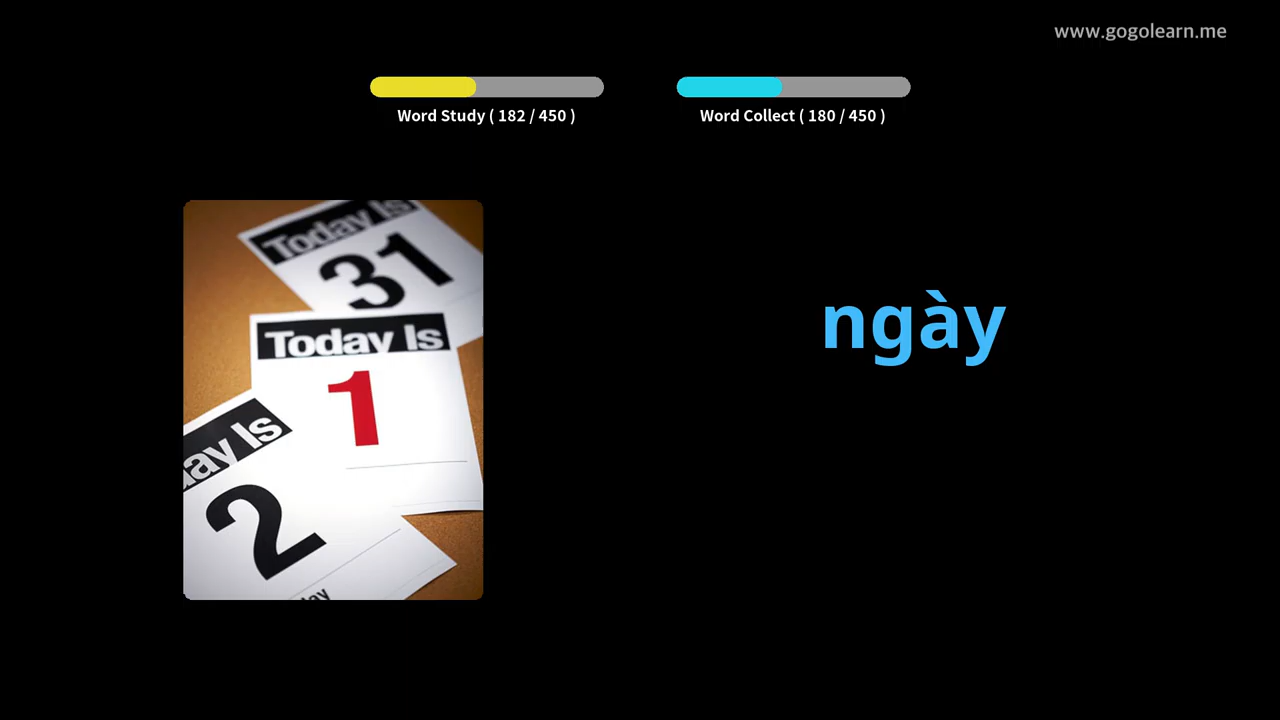 www.gogolearn.me
Word Study ( 182 / 450 )
Word Collect ( 180 / 450 )
Today Is
31
Today Is
1
ay Is
2
ngày